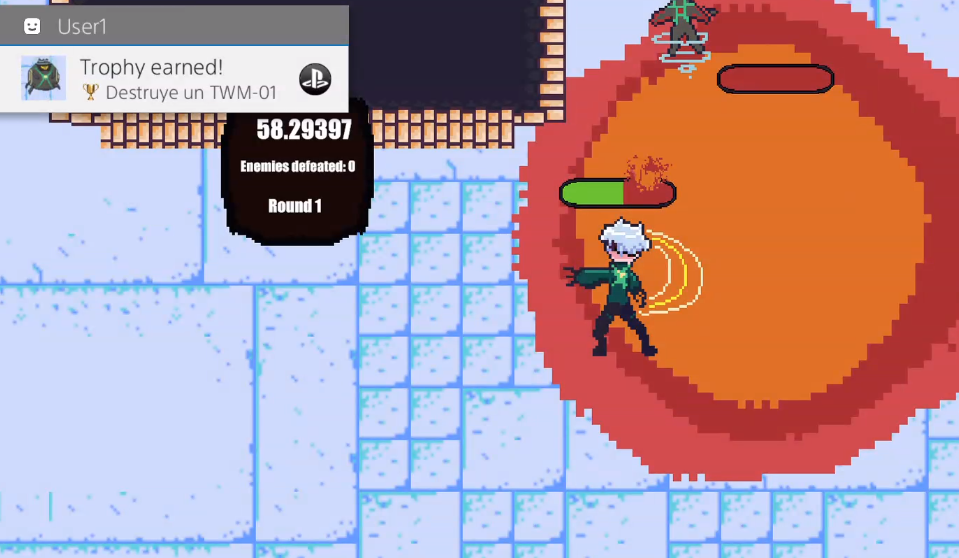 User1
Trophy earned!
Destruye un TWM-01
58.29397
Enemies defeated: 0
Round 1